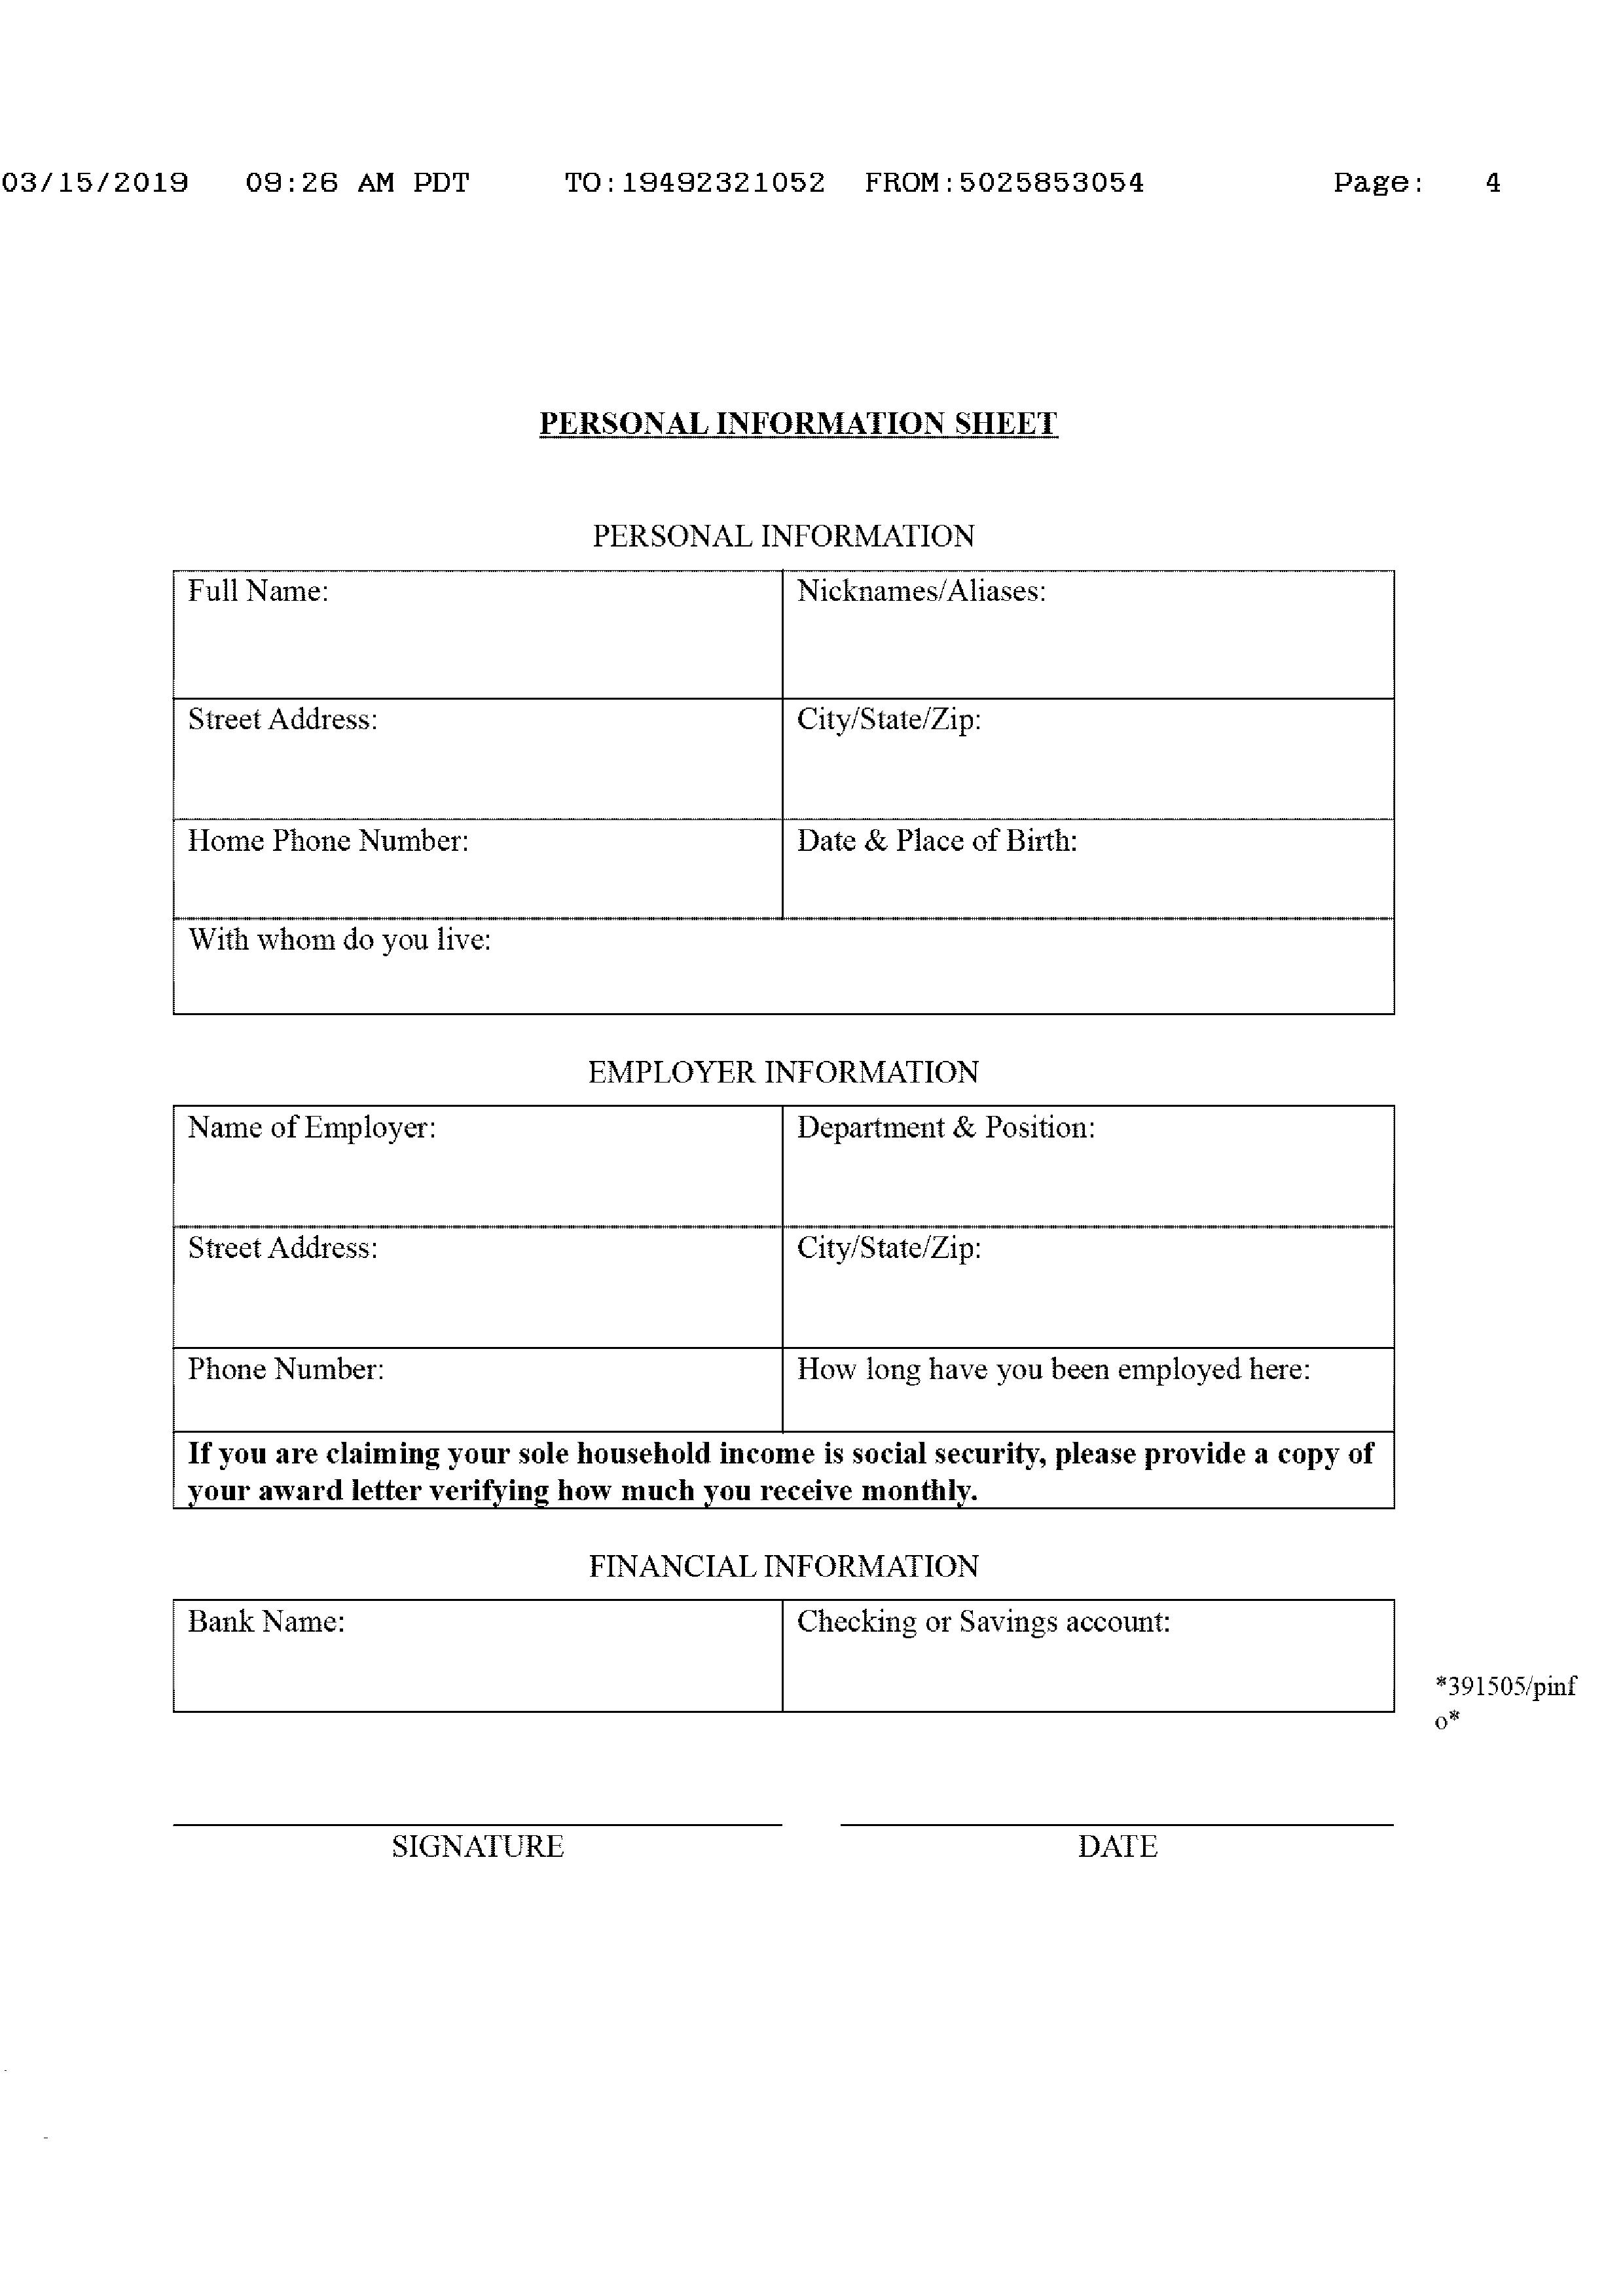 03/15/2019 09:26 AM PDT TO:19492321052 FROM:5025853054 Page: 4
PERSONAL INFORMATION SHEET
PERSONAL INFORMATION
Full Name: Nicknames/Aliases:
Street Address: City/State/Zip:
Home Phone Number: Date & Place of Birth:
With whom do you live:
EMPLOYER INFORMATION
Name of Employer: Department & Position:
Street Address: City/State/Zip:
Phone Number: How long have you been employed here:
If you are claiming your sole household income is social security, please provide a copy of
your award letter verifying how much you receive monthly.
FINANCIAL INFORMATION
Bank Name: Checking or Savings account:
*391505/pinf
o*
SIGNATURE DATE